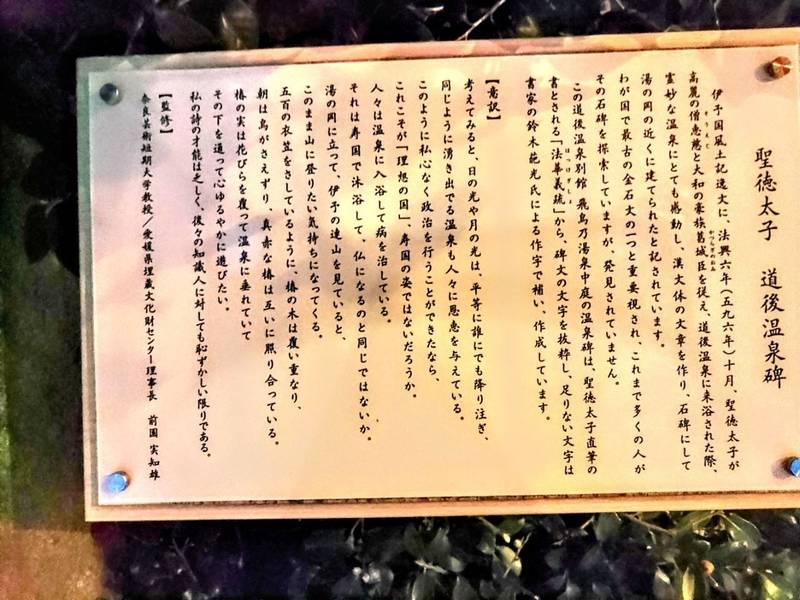 聖徳太子 道後温泉碑
伊予国風土記逸文に、法興六年(五九六年)十月、聖徳太子が
高麗の僧恵慈と大和の豪族葛城臣を従え、道後温泉に来浴された際、
霊妙な温泉にとても感動し、漢文体の文章を作り、石碑にして
湯の岡の近くに建てられたと記されています。
わが国で最古の金石文の一つと重要視され、これまで多くの人が
その石碑を探索していますが、発見されていません。
この道後温泉別館 飛鳥乃湯泉中庭の温泉碑は、聖徳太子直筆の
書とされる「法華義疏」から、碑文の文字を抜粋し、足りない文字は
書家の鈴木葩光氏による作字で補い、作成しています。
【意訳】
考えてみると、日の光や月の光は、平等に誰にでも降り注ぎ、
同じように湧き出でる温泉も人々に恩恵を与えている。
このように私心なく政治を行うことができたなら、
これこそが「理想の国」、寿国の姿ではないだろうか。
人々は温泉に入浴して病を治している。
それは寿国で沐浴して、仏になるのと同じではないか。
湯の岡に立って、伊予の連山を見ていると、
このまま山に登りたい気持ちになってくる。
五百の衣笠をさしているように、椿の木は覆い重なり、
朝は鳥がさえずり、真赤な椿は互いに照り合っている。
椿の実は花びらを覆って温泉に垂れていて
その下を通って心ゆるやかに遊びたい。
私の詩の才能は乏しく、後々の知識人に対しても恥ずかしい限りである。
【監修】
奈良芸術短期大学教授/愛媛県埋蔵文化財センター理事長 前園 実知雄